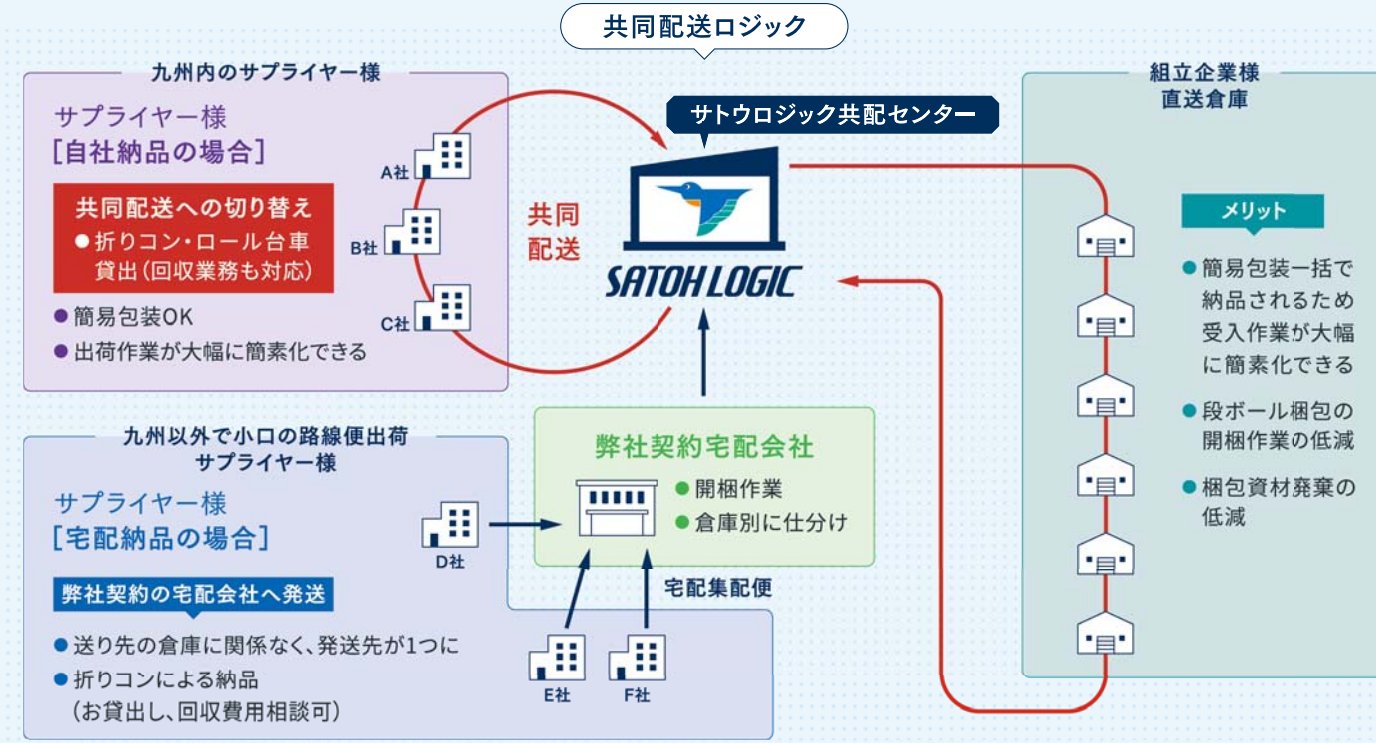 共同配送ロジック
九州内のサプライヤー様
サプライヤー様
[自社納品の場合]
共同配送への切り替え
●折りコン・ロール台車
貸出(回収業務も対応)
●簡易包装OK
●出荷作業が大幅に簡素化できる
A社
B社
C社
共同
配送
サトウロジック共配センター
SATOH LOGIC
九州以外で小口の路線便出荷
サプライヤー様
サプライヤー様
[宅配納品の場合]
弊社契約の宅配会社へ発送
●送り先の倉庫に関係なく、発送先が1つに
●折りコンによる納品
(お貸出し、回収費用相談可)
D社
E社
F社
弊社契約宅配会社
●開梱作業
●倉庫別に仕分け
宅配集配便
組立企業様
直送倉庫
メリット
●簡易包装一括で
納品されるため
受入作業が大幅
に簡素化できる
●段ボール梱包の
開梱作業の低減
●梱包資材廃棄の
低減